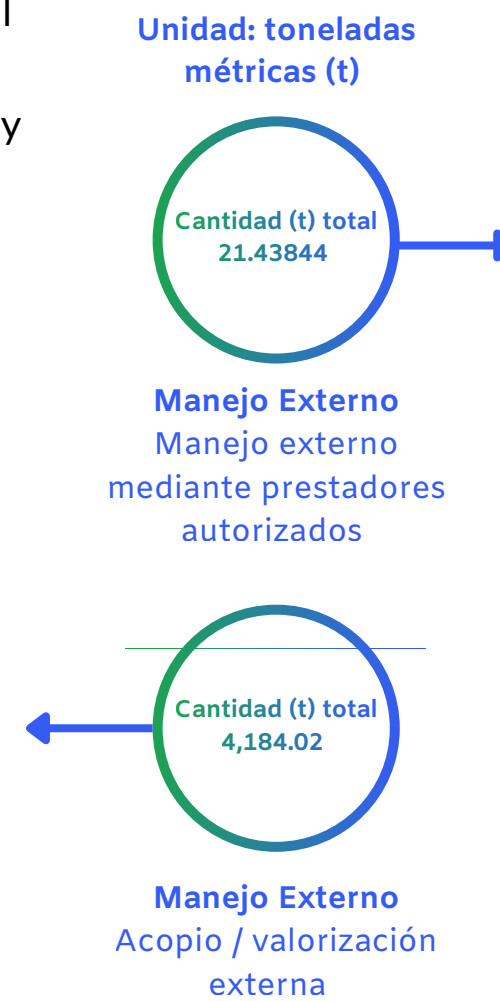 y
Unidad: toneladas
métricas (t)
Cantidad (t) total
21.43844
Manejo Externo
Manejo externo
mediante prestadores
autorizados
Cantidad (t) total
4,184.02
Manejo Externo
Acopio / valorización
externa